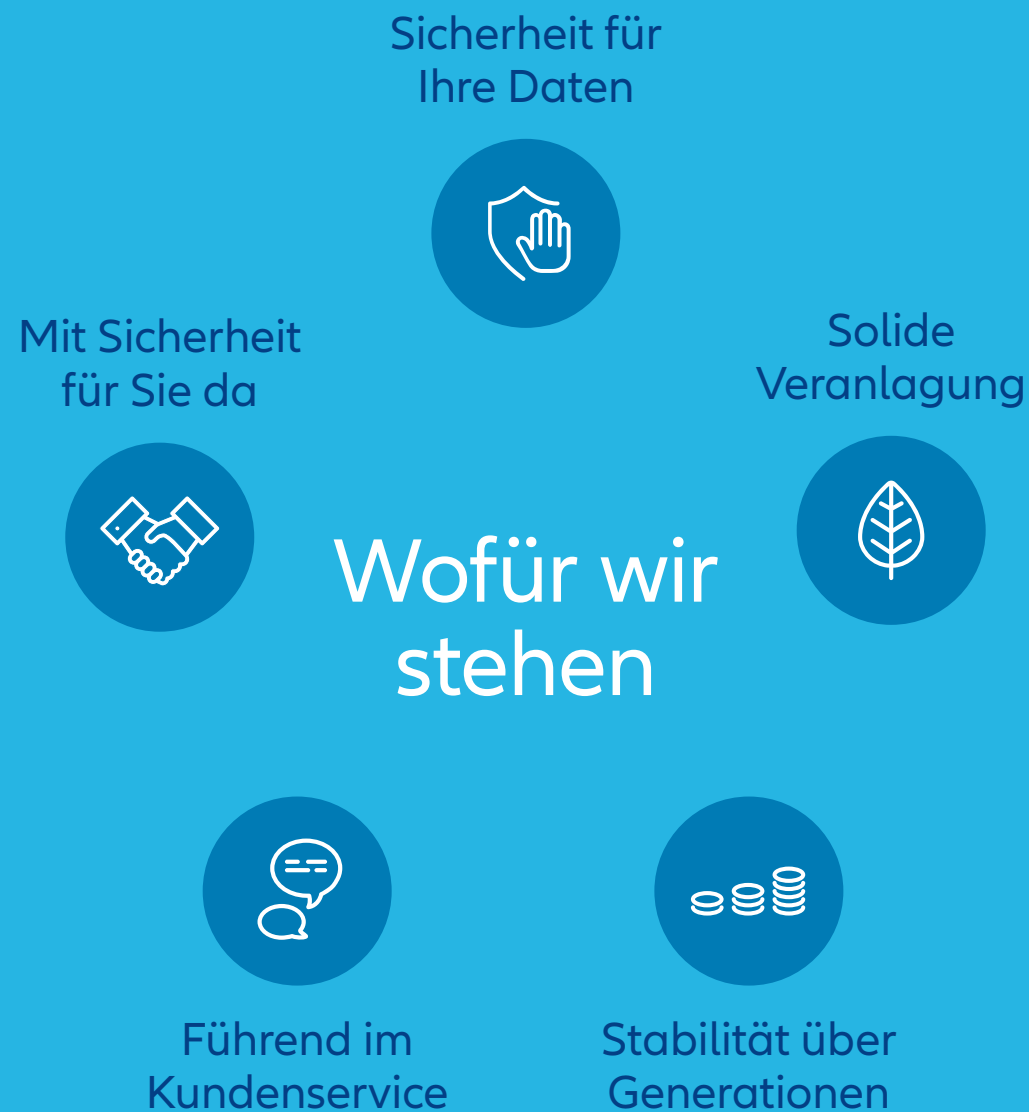 Sicherheit für
Ihre Daten
Mit Sicherheit
für Sie da
Solide
Veranlagung
Wofür wir
stehen
Führend im
Kundenservice
Stabilität über
Generationen